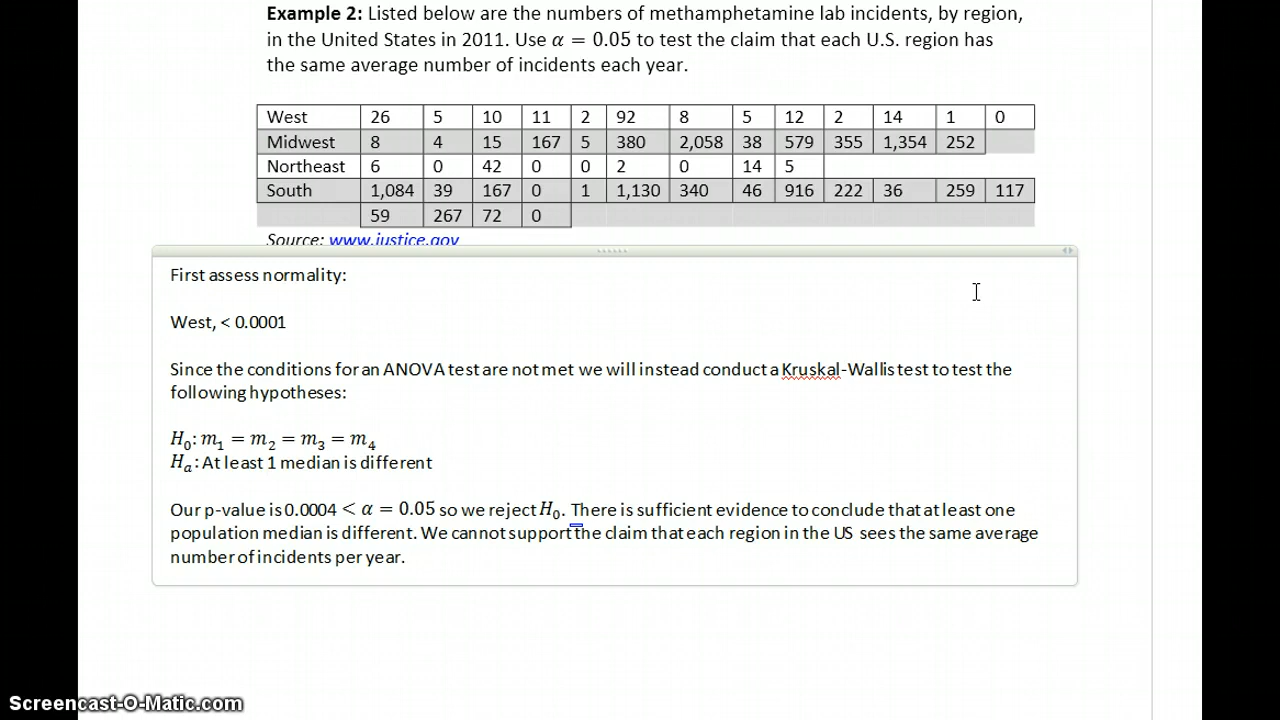 Example 2: Listed below are the numbers of methamphetamine lab incidents, by region,
in the United States in 2011. Use α = 0.05 to test the claim that each U.S. region has
the same average number of incidents each year.
West 26 5 10 11 2 92 8 5 12 2 14 1 0
Midwest 8 4 15 167 5 380 2,058 38 579 355 1,354 252
Northeast 6 0 42 0 0 2 0 14 5
South 1,084 39 167 0 1 1,130 340 46 916 222 36 259 117
59 267 72 0
Source: www.justice.gov
First assess normality:
West, < 0.0001
Since the conditions for an ANOVA test are not met we will instead conduct a Kruskal-Wallis test to test the
following hypotheses:
H₀: m₁ = m₂ = m₃ = m₄
Hₐ: At least 1 median is different
Our p-value is 0.0004 < α = 0.05 so we reject H₀. There is sufficient evidence to conclude that at least one
population median is different. We cannot support the claim that each region in the US sees the same average
number of incidents per year.
Screencast-O-Matic.com